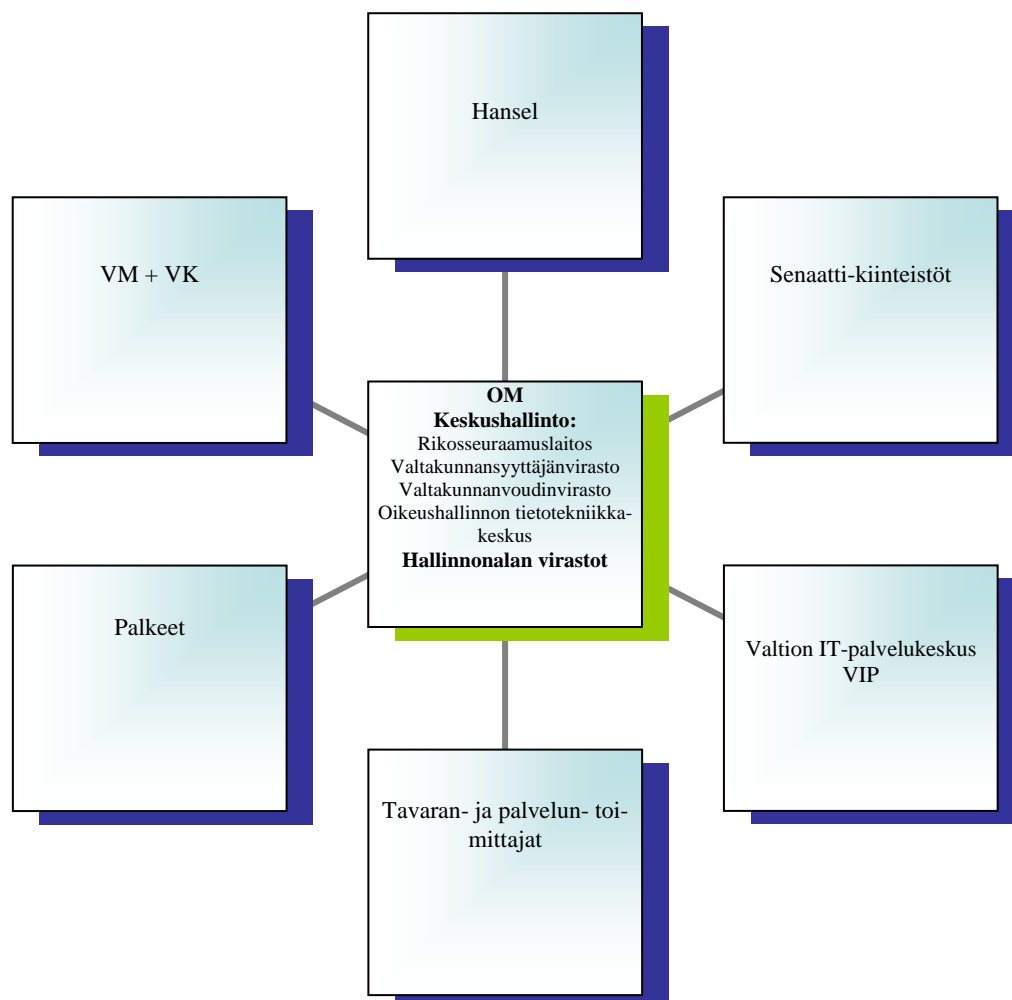 Hansel
VM + VK
Senaatti-kiinteistöt
OM
Keskushallinto:
Rikosseuraamuslaitos
Valtakunnansyyttäjänvirasto
Valtakunnanvoudinvirasto
Oikeushallinnon tietotekniikka-
keskus
Hallinnonalan virastot
Palkeet
Valtion IT-palvelukeskus
VIP
Tavaran- ja palvelun- toi-
mittajat